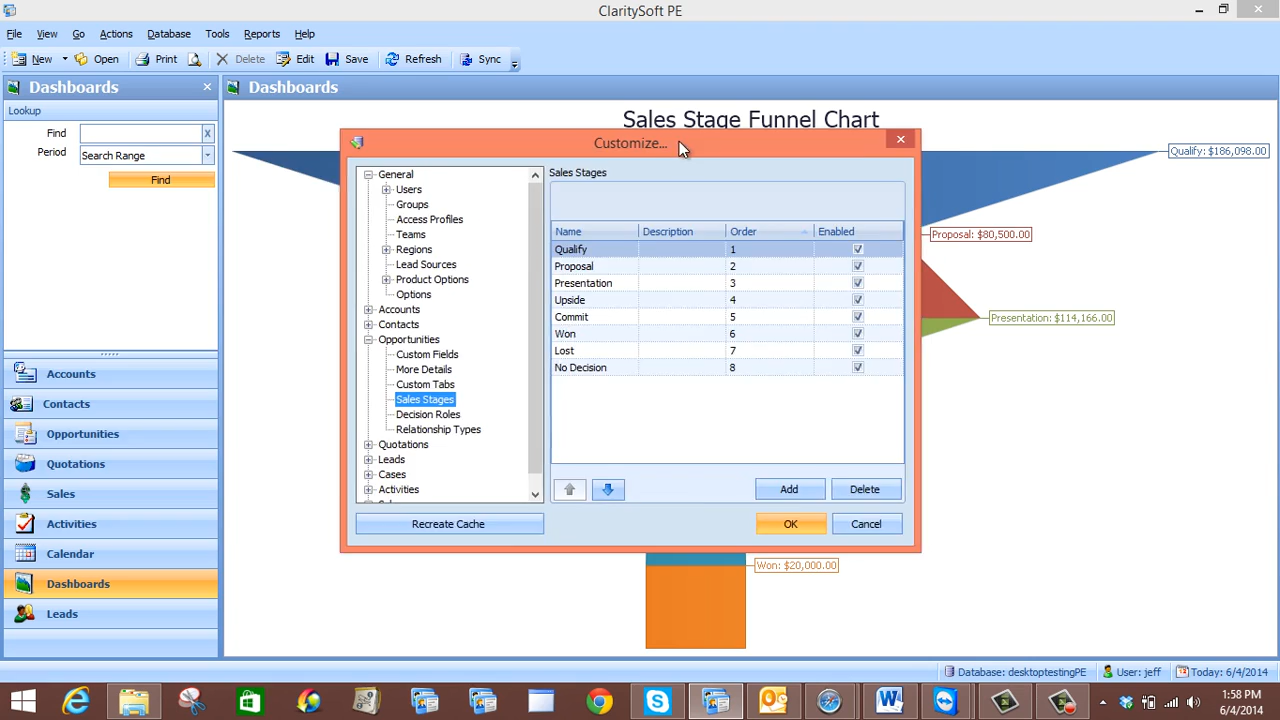 ClaritySoft PE
File View Go Actions Database Tools Reports Help
New Open Print Delete Edit Save Refresh Sync
Dashboards
Dashboards
Lookup
Find X
Period Search Range
Find
Sales Stage Funnel Chart
Qualify: $186,098.00
Proposal: $80,500.00
Presentation: $114,166.00
Won: $20,000.00
Customize...
General
Users
Groups
Access Profiles
Teams
Regions
Lead Sources
Product Options
Options
Accounts
Contacts
Opportunities
Custom Fields
More Details
Custom Tabs
Sales Stages
Decision Roles
Relationship Types
Quotations
Leads
Cases
Activities
Sales Stages
Name Description Order Enabled
Qualify 1
Proposal 2
Presentation 3
Upside 4
Commit 5
Won 6
Lost 7
No Decision 8
Add Delete
Recreate Cache OK Cancel
Accounts
Contacts
Opportunities
Quotations
Sales
Activities
Calendar
Dashboards
Leads
Database: desktoptestingPE User: jeff Today: 6/4/2014
1:58 PM
6/4/2014